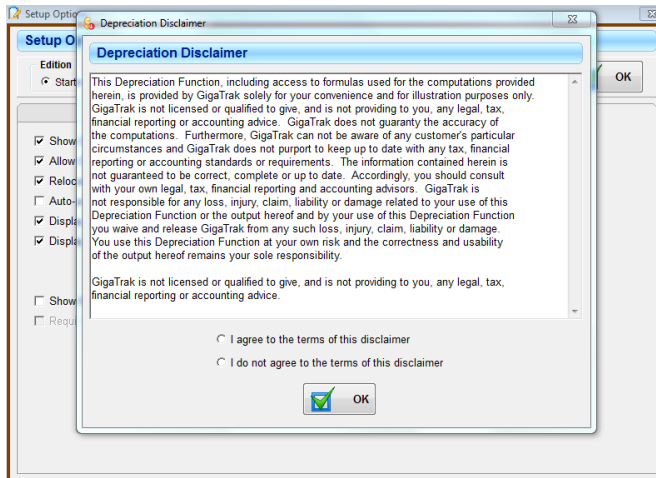 Setup Optio
Depreciation Disclaimer
Setup O
Depreciation Disclaimer
Edition
Start
OK
This Depreciation Function, including access to formulas used for the computations provided
herein, is provided by GigaTrak solely for your convenience and for illustration purposes only.
GigaTrak is not licensed or qualified to give, and is not providing to you, any legal, tax,
financial reporting or accounting advice. GigaTrak does not guaranty the accuracy of
the computations. Furthermore, GigaTrak can not be aware of any customer's particular
circumstances and GigaTrak does not purport to keep up to date with any tax, financial
reporting or accounting standards or requirements. The information contained herein is
not guaranteed to be correct, complete or up to date. Accordingly, you should consult
with your own legal, tax, financial reporting and accounting advisors. GigaTrak is
not responsible for any loss, injury, claim, liability or damage related to your use of this
Depreciation Function or the output hereof and by your use of this Depreciation Function
you waive and release GigaTrak from any such loss, injury, claim, liability or damage.
You use this Depreciation Function at your own risk and the correctness and usability
of the output hereof remains your sole responsibility.
GigaTrak is not licensed or qualified to give, and is not providing to you, any legal, tax,
financial reporting or accounting advice.
Show
Allow
Reloc
Auto-
Displa
Displa
Show
Requi
I agree to the terms of this disclaimer
I do not agree to the terms of this disclaimer
OK